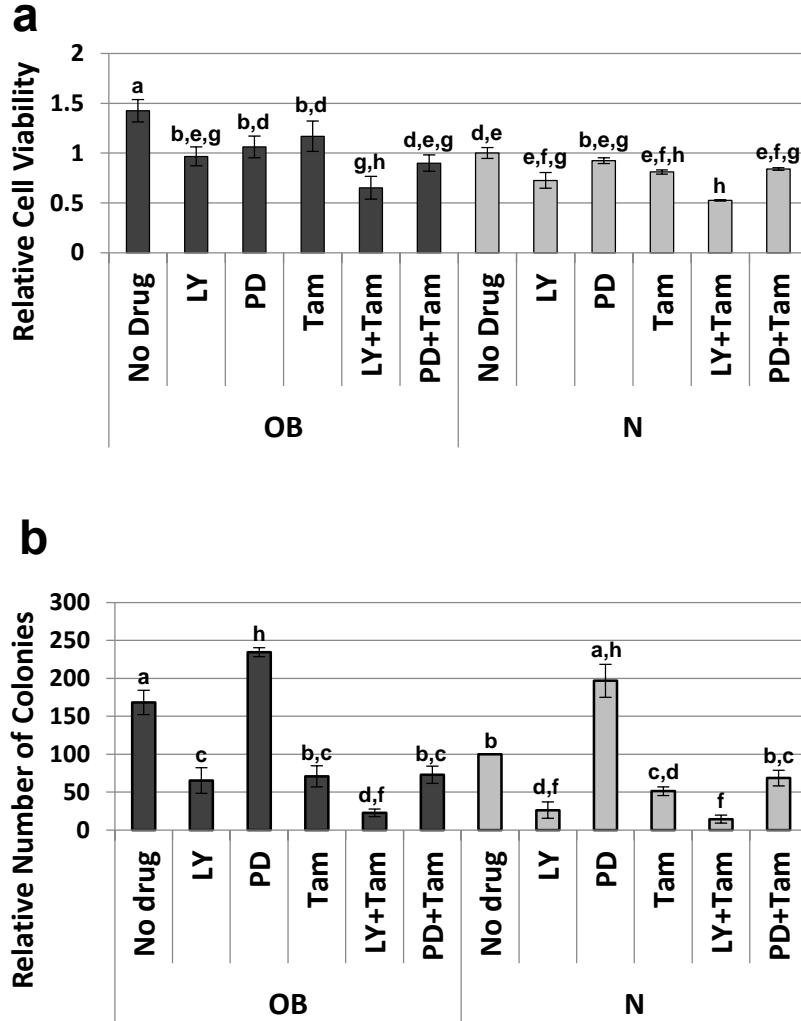 a
Relative Cell Viability
2
1.5
1
0.5
0
a
b,e,g
b,d
b,d
g,h
d,e,g
d,e
e,f,g
b,e,g
e,f,h
h
e,f,g
No Drug
LY
PD
Tam
LY+Tam
PD+Tam
No Drug
LY
PD
Tam
LY+Tam
PD+Tam
OB
N
b
Relative Number of Colonies
300
250
200
150
100
50
0
a
c
h
b,c
d,f
b,c
b
d,f
a,h
c,d
f
b,c
No drug
LY
PD
Tam
LY+Tam
PD+Tam
No drug
LY
PD
Tam
LY+Tam
PD+Tam
OB
N